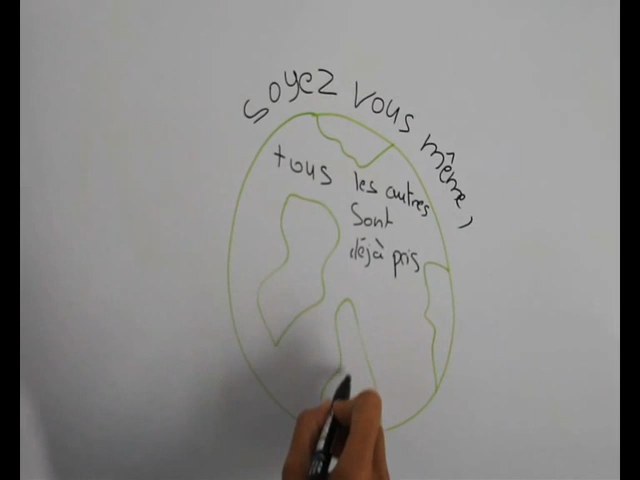 soyez vous même,
tous les autres
sont
déjà pris